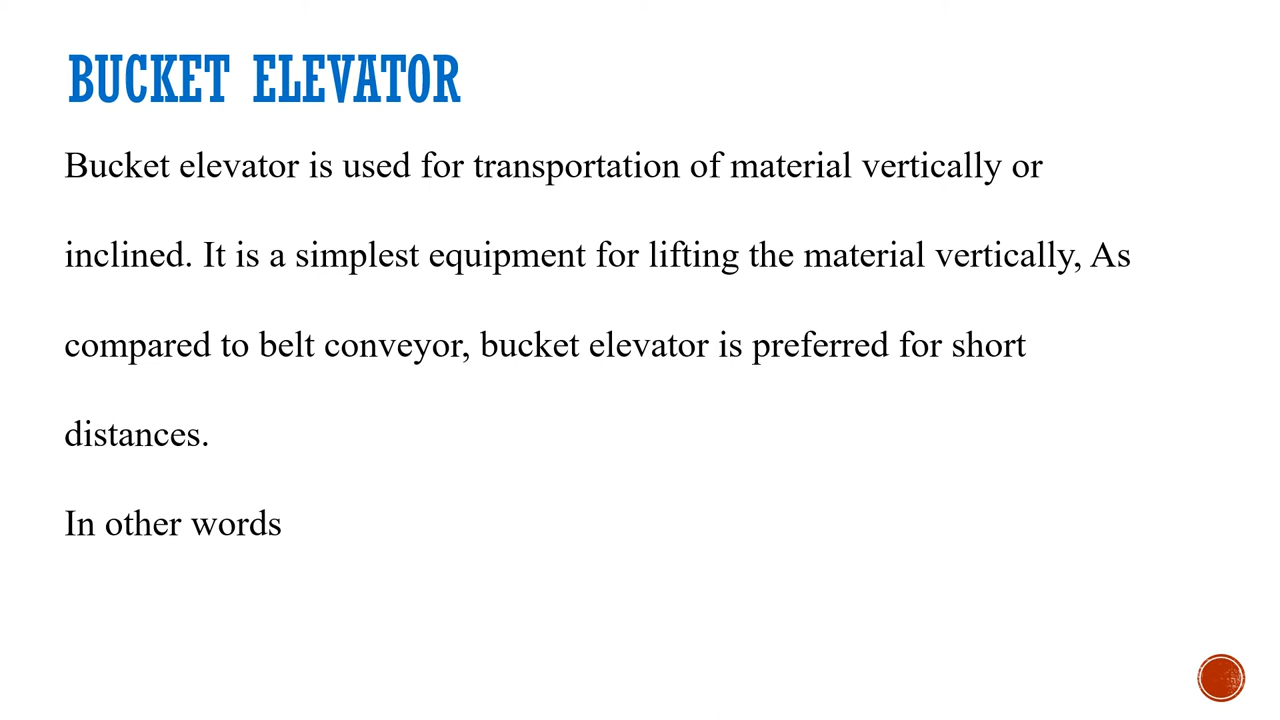 BUCKET ELEVATOR
Bucket elevator is used for transportation of material vertically or
inclined. It is a simplest equipment for lifting the material vertically, As
compared to belt conveyor, bucket elevator is preferred for short
distances.
In other words